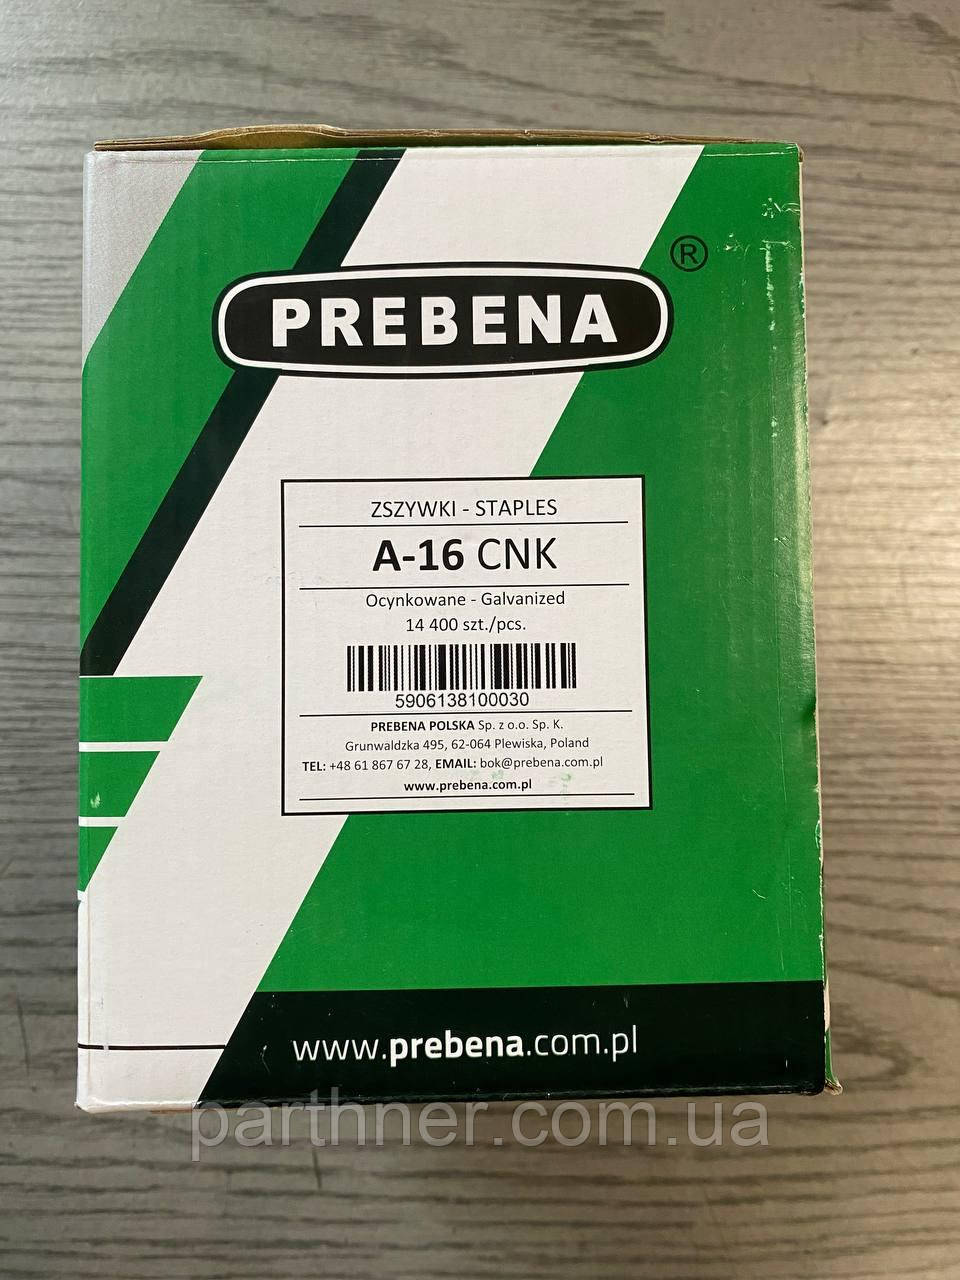 PREBENA ®
ZSZYWKI - STAPLES
A-16 CNK
Ocynkowane - Galvanized
14 400 szt./pcs.
5906138100030
PREBENA POLSKA Sp. z o.o. Sp. K.
Grunwaldzka 495, 62-064 Plewiska, Poland
TEL: +48 61 867 67 28, EMAIL: bok@prebena.com.pl
www.prebena.com.pl
www.prebena.com.pl
parthner.com.ua